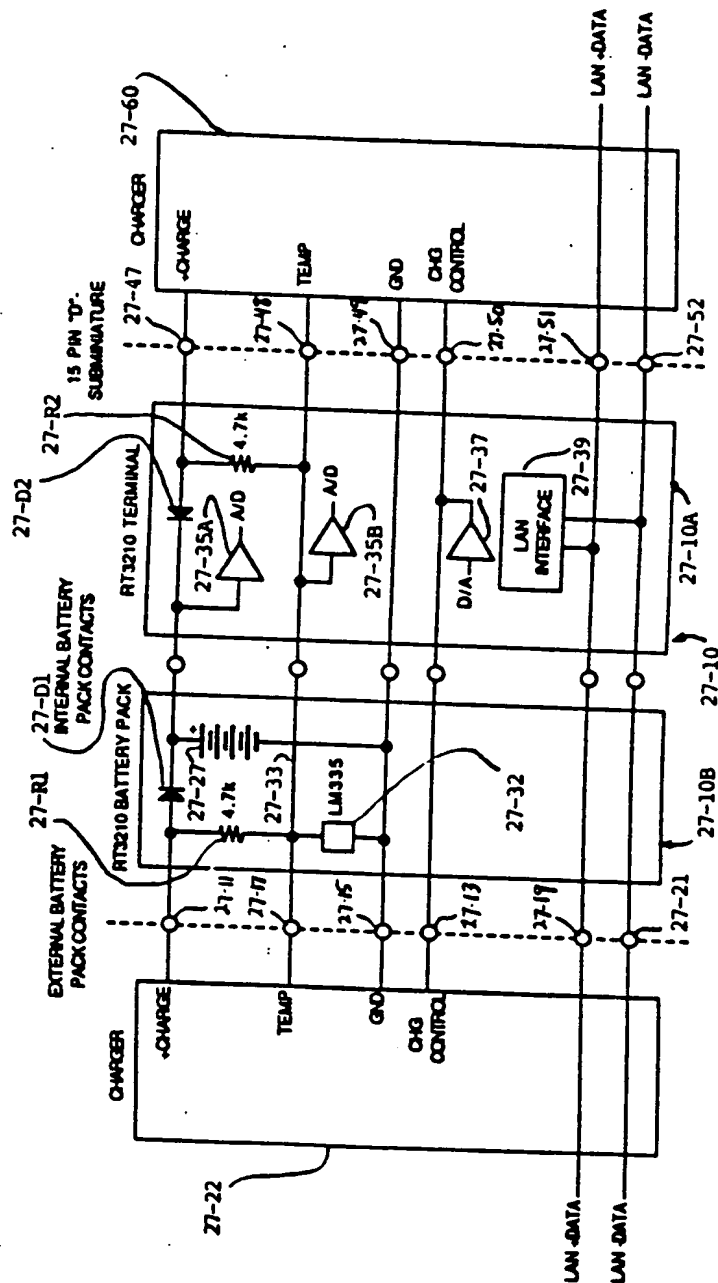 CHARGER
27-60
+CHARGE
TEMP
GND
CHG
CONTROL
LAN +DATA
LAN -DATA
15 PIN "D"-
SUBMINIATURE
27-47
27-48
27-49
27-50
27-51
27-52
RT3210 TERMINAL
27-D2
27-R2
4.7k
A/D
27-35A
A/D
27-35B
D/A
27-37
LAN
INTERFACE
27-39
27-10A
27-10
INTERNAL BATTERY
PACK CONTACTS
27-D1
RT3210 BATTERY PACK
27-R1
4.7k
27-27
+
27-33
LM335
27-32
27-10B
EXTERNAL BATTERY
PACK CONTACTS
27-11
27-17
27-15
27-13
27-19
27-21
CHARGER
+CHARGE
TEMP
GND
CHG
CONTROL
27-22
LAN +DATA
LAN -DATA